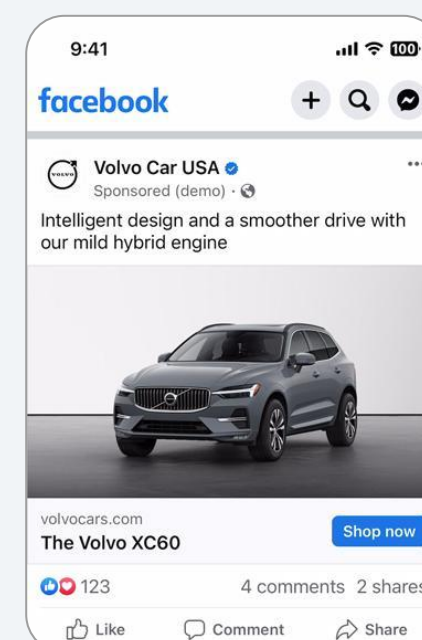 9:41
100
facebook
VOLVO
Volvo Car USA
Sponsored (demo) ·
Intelligent design and a smoother drive with
our mild hybrid engine
volvocars.com
The Volvo XC60
Shop now
123
4 comments 2 shares
Like
Comment
Share